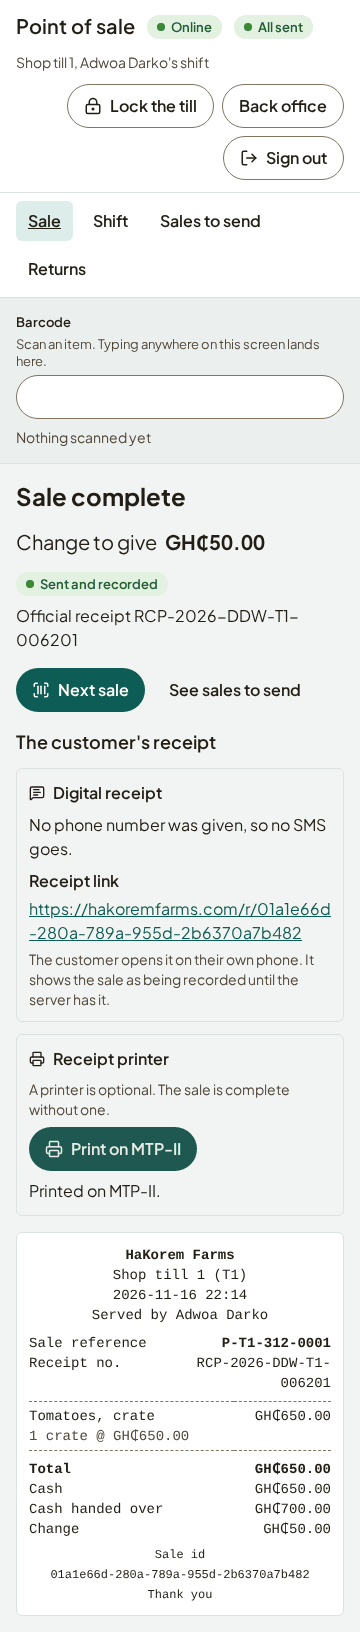 Point of sale Online All sent
Shop till 1, Adwoa Darko's shift
Lock the till Back office
Sign out
Sale Shift Sales to send
Returns
Barcode
Scan an item. Typing anywhere on this screen lands
here.
Nothing scanned yet
Sale complete
Change to give GH₵50.00
Sent and recorded
Official receipt RCP-2026-DDW-T1-
006201
Next sale See sales to send
The customer's receipt
Digital receipt
No phone number was given, so no SMS
goes.
Receipt link
https://hakoremfarms.com/r/01a1e66d
-280a-789a-955d-2b6370a7b482
The customer opens it on their own phone. It
shows the sale as being recorded until the
server has it.
Receipt printer
A printer is optional. The sale is complete
without one.
Print on MTP-II
Printed on MTP-II.
HaKorem Farms
Shop till 1 (T1)
2026-11-16 22:14
Served by Adwoa Darko
Sale reference P-T1-312-0001
Receipt no. RCP-2026-DDW-T1-
006201
Tomatoes, crate GH₵650.00
1 crate @ GH₵650.00
Total GH₵650.00
Cash GH₵650.00
Cash handed over GH₵700.00
Change GH₵50.00
Sale id
01a1e66d-280a-789a-955d-2b6370a7b482
Thank you